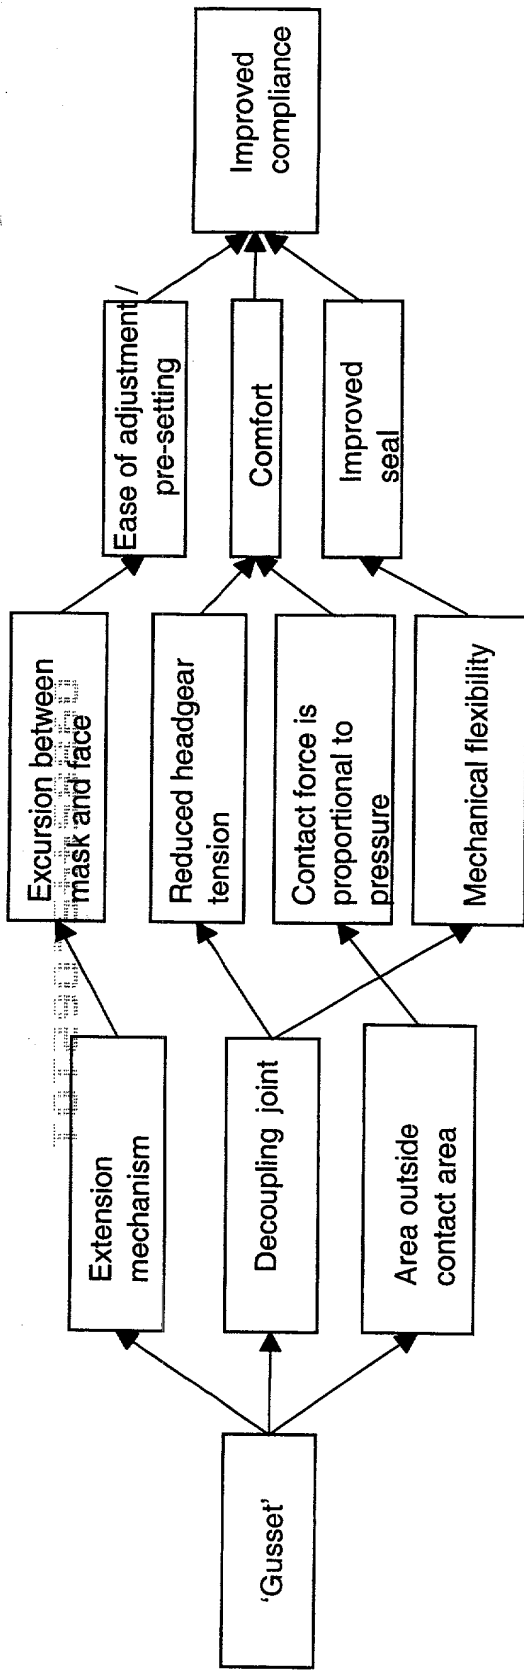 'Gusset'
Extension
mechanism
Decoupling joint
Area outside
contact area
Excursion between
mask and face
Reduced headgear
tension
Contact force is
proportional to
pressure
Mechanical flexibility
Ease of adjustment /
pre-setting
Comfort
Improved
seal
Improved
compliance